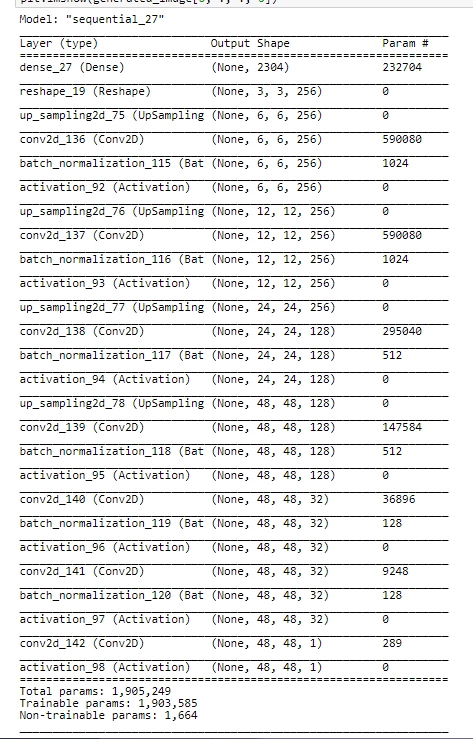 Model: "sequential_27"
Layer (type) Output Shape Param #
dense_27 (Dense) (None, 2304) 232704
reshape_19 (Reshape) (None, 3, 3, 256) 0
up_sampling2d_75 (UpSampling (None, 6, 6, 256) 0
conv2d_136 (Conv2D) (None, 6, 6, 256) 590080
batch_normalization_115 (Bat (None, 6, 6, 256) 1024
activation_92 (Activation) (None, 6, 6, 256) 0
up_sampling2d_76 (UpSampling (None, 12, 12, 256) 0
conv2d_137 (Conv2D) (None, 12, 12, 256) 590080
batch_normalization_116 (Bat (None, 12, 12, 256) 1024
activation_93 (Activation) (None, 12, 12, 256) 0
up_sampling2d_77 (UpSampling (None, 24, 24, 256) 0
conv2d_138 (Conv2D) (None, 24, 24, 128) 295040
batch_normalization_117 (Bat (None, 24, 24, 128) 512
activation_94 (Activation) (None, 24, 24, 128) 0
up_sampling2d_78 (UpSampling (None, 48, 48, 128) 0
conv2d_139 (Conv2D) (None, 48, 48, 128) 147584
batch_normalization_118 (Bat (None, 48, 48, 128) 512
activation_95 (Activation) (None, 48, 48, 128) 0
conv2d_140 (Conv2D) (None, 48, 48, 32) 36896
batch_normalization_119 (Bat (None, 48, 48, 32) 128
activation_96 (Activation) (None, 48, 48, 32) 0
conv2d_141 (Conv2D) (None, 48, 48, 32) 9248
batch_normalization_120 (Bat (None, 48, 48, 32) 128
activation_97 (Activation) (None, 48, 48, 32) 0
conv2d_142 (Conv2D) (None, 48, 48, 1) 289
activation_98 (Activation) (None, 48, 48, 1) 0
Total params: 1,905,249
Trainable params: 1,903,585
Non-trainable params: 1,664